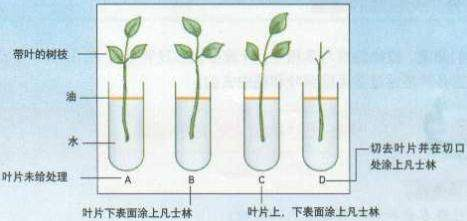 带叶的树枝
油
水
切去叶片并在切口
处涂上凡士林
叶片未给处理
A
B
C
D
叶片下表面涂上凡士林
叶片上，下表面涂上凡士林